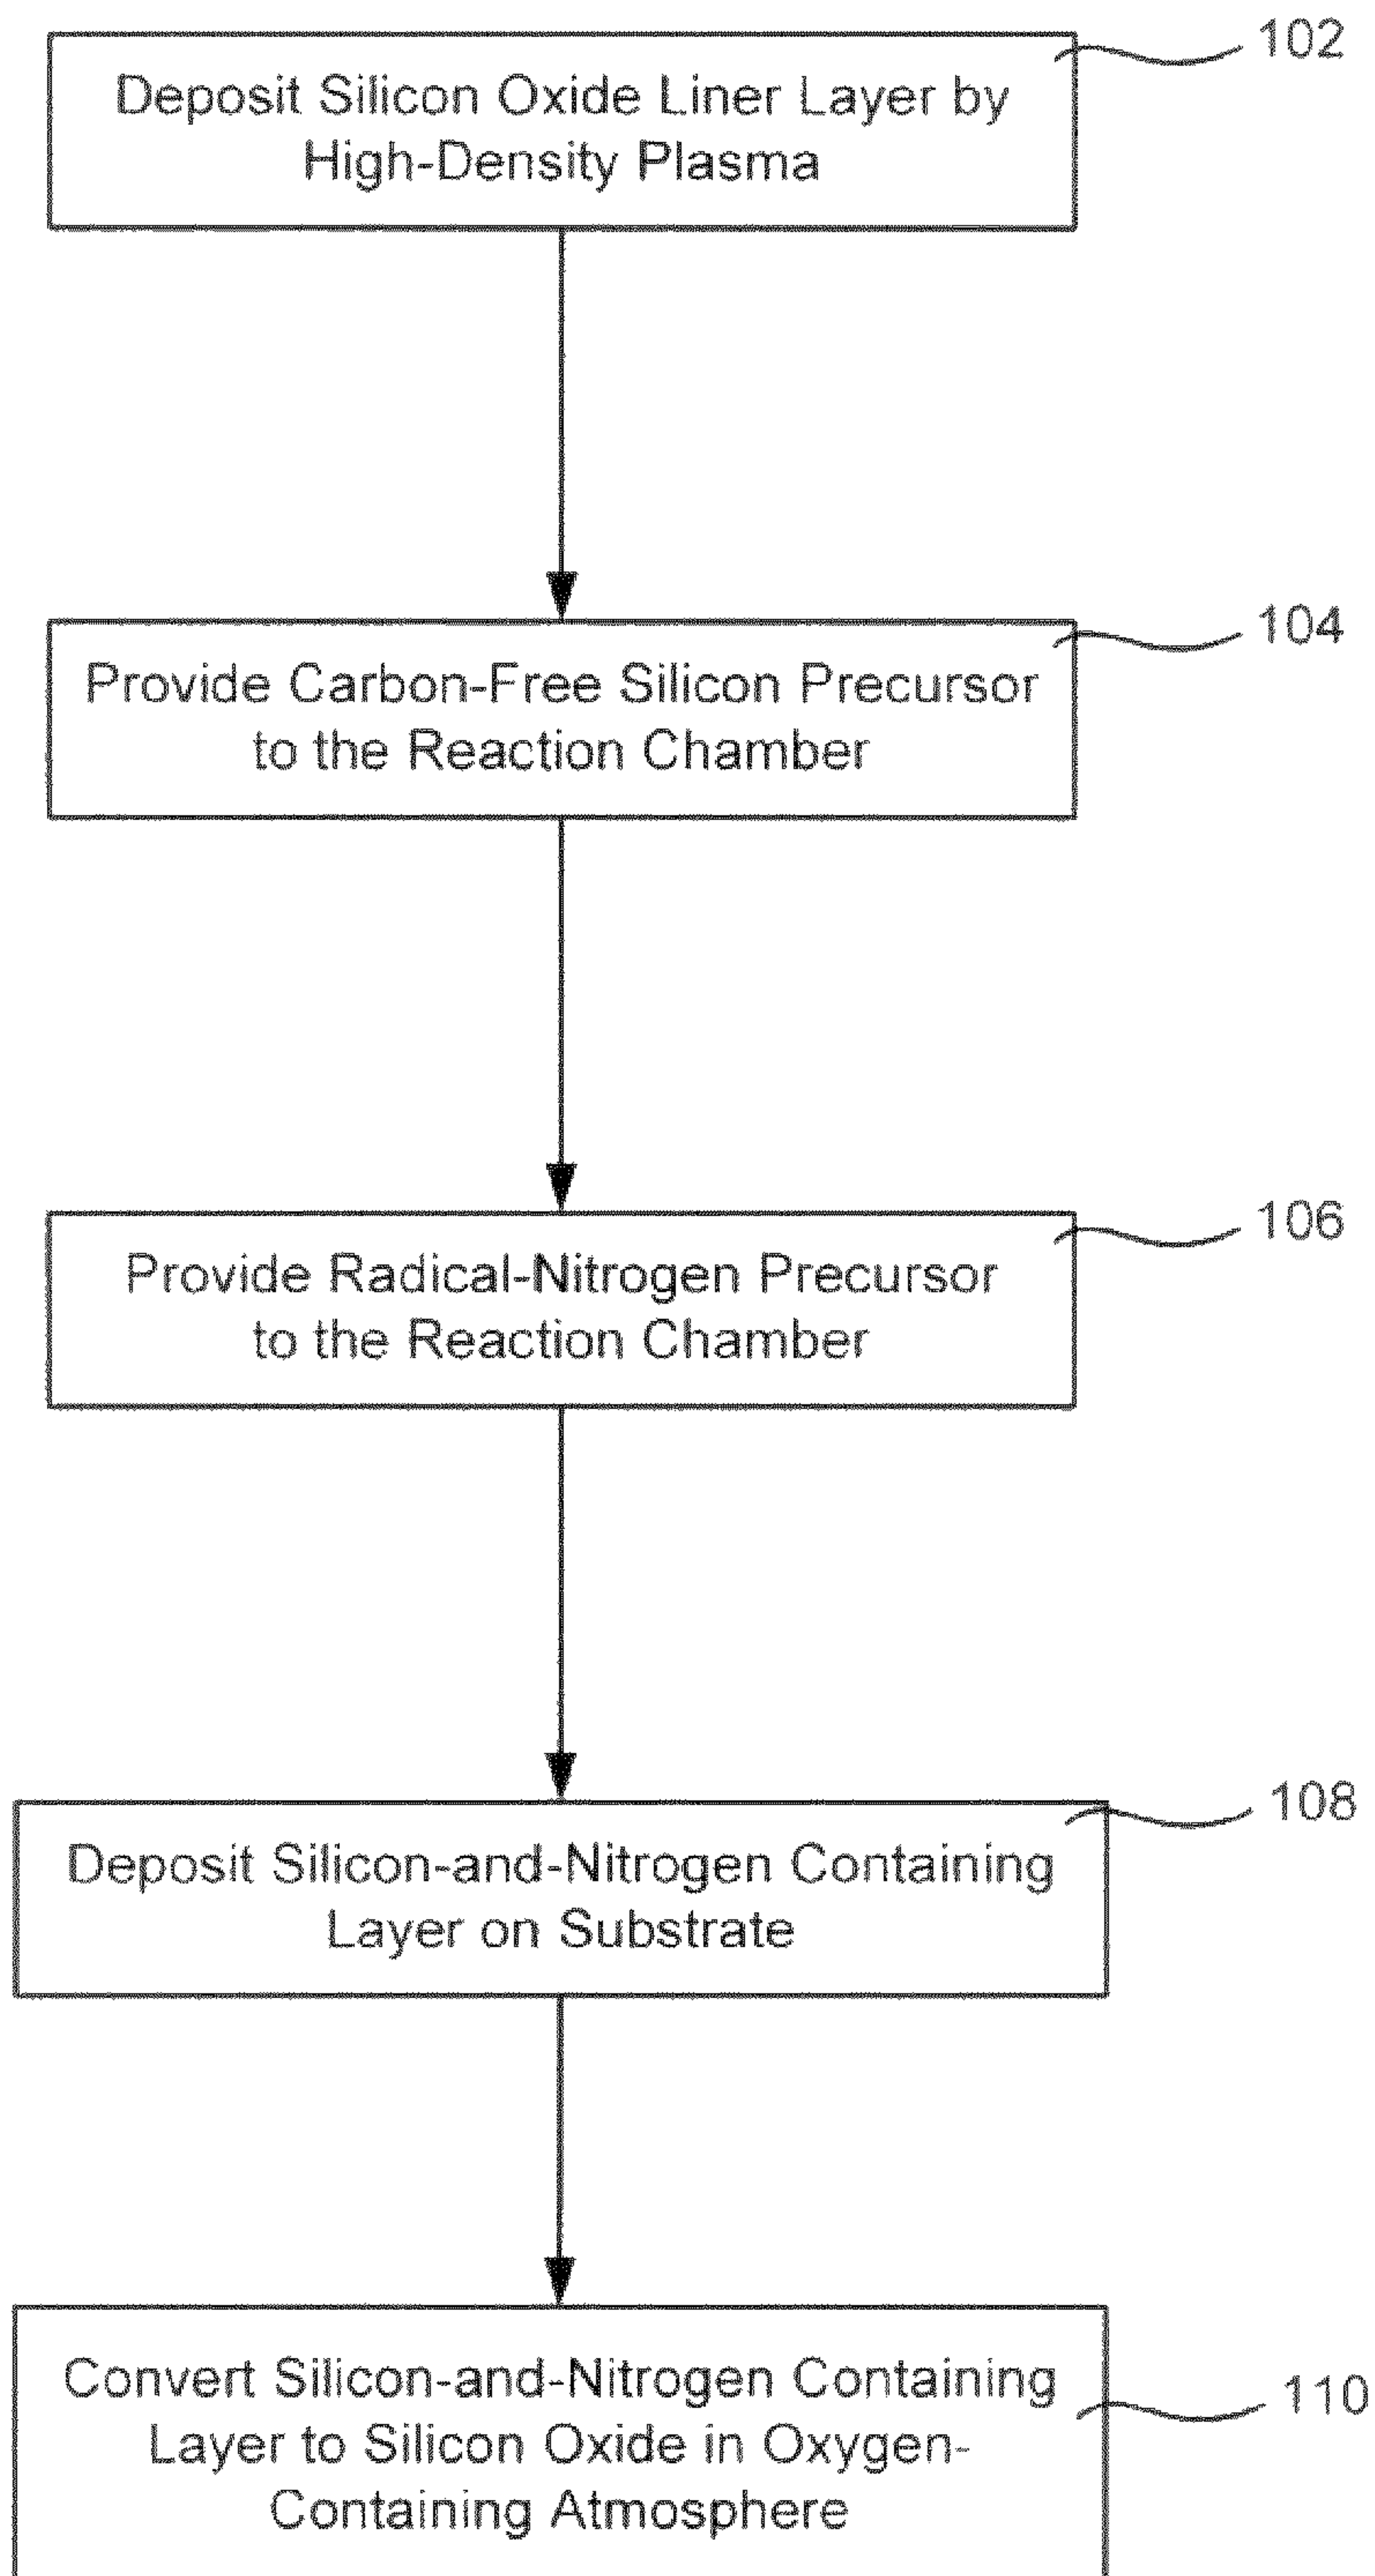 102
Deposit Silicon Oxide Liner Layer by
High-Density Plasma
104
Provide Carbon-Free Silicon Precursor
to the Reaction Chamber
106
Provide Radical-Nitrogen Precursor
to the Reaction Chamber
108
Deposit Silicon-and-Nitrogen Containing
Layer on Substrate
110
Convert Silicon-and-Nitrogen Containing
Layer to Silicon Oxide in Oxygen-
Containing Atmosphere